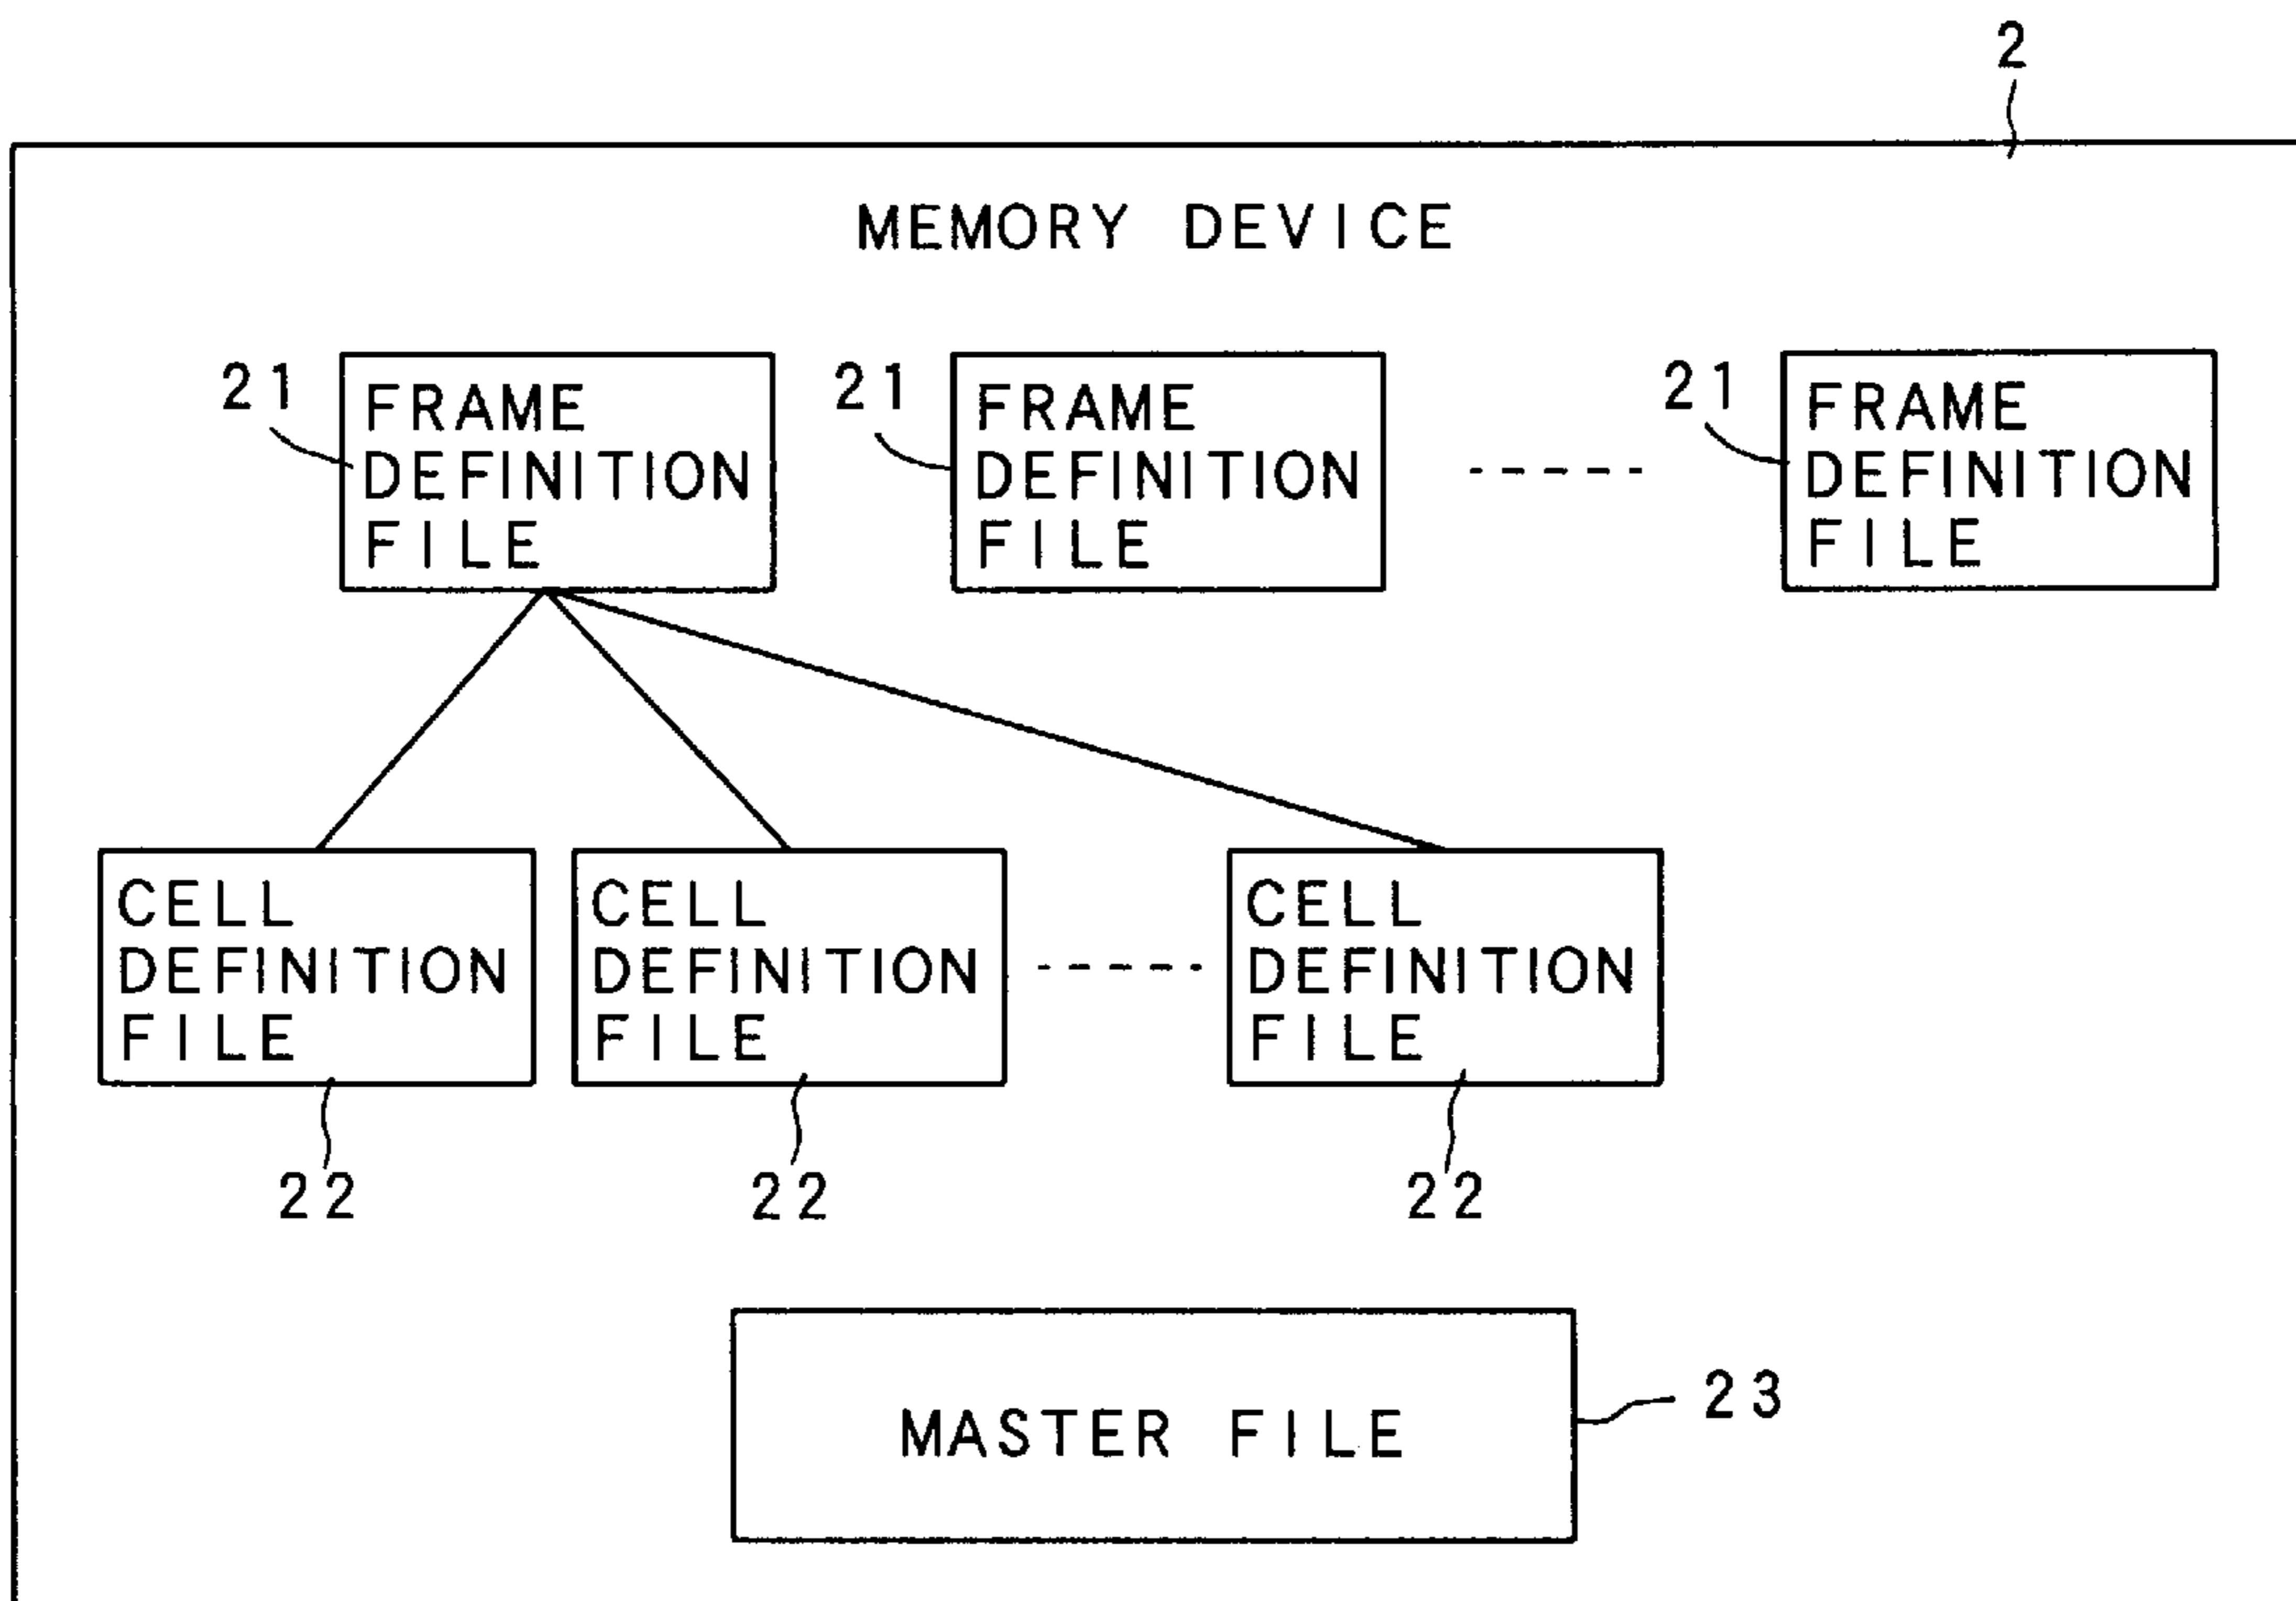 2
MEMORY DEVICE
21
FRAME
DEFINITION
FILE
21
FRAME
DEFINITION
FILE
21
FRAME
DEFINITION
FILE
CELL
DEFINITION
FILE
22
CELL
DEFINITION
FILE
22
CELL
DEFINITION
FILE
22
MASTER FILE
23